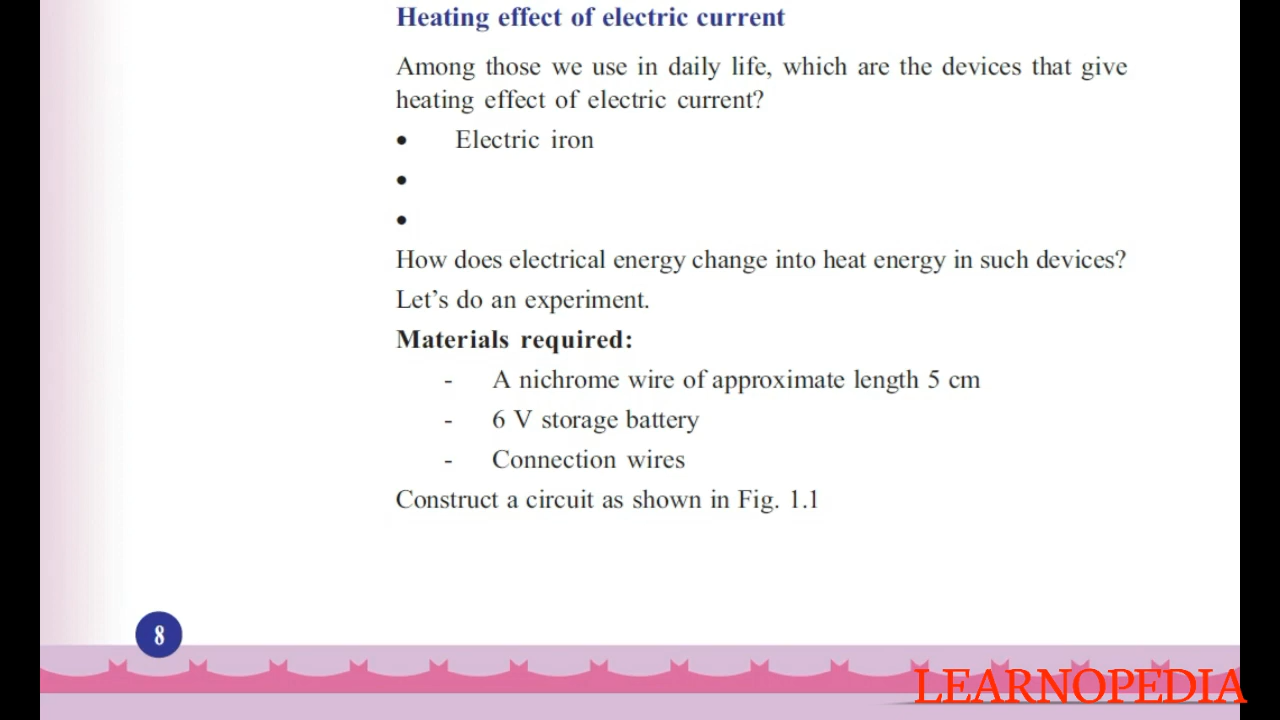 Heating effect of electric current
Among those we use in daily life, which are the devices that give
heating effect of electric current?
• Electric iron
•
•
How does electrical energy change into heat energy in such devices?
Let's do an experiment.
Materials required:
- A nichrome wire of approximate length 5 cm
- 6 V storage battery
- Connection wires
Construct a circuit as shown in Fig. 1.1
8
LEARNOPEDIA